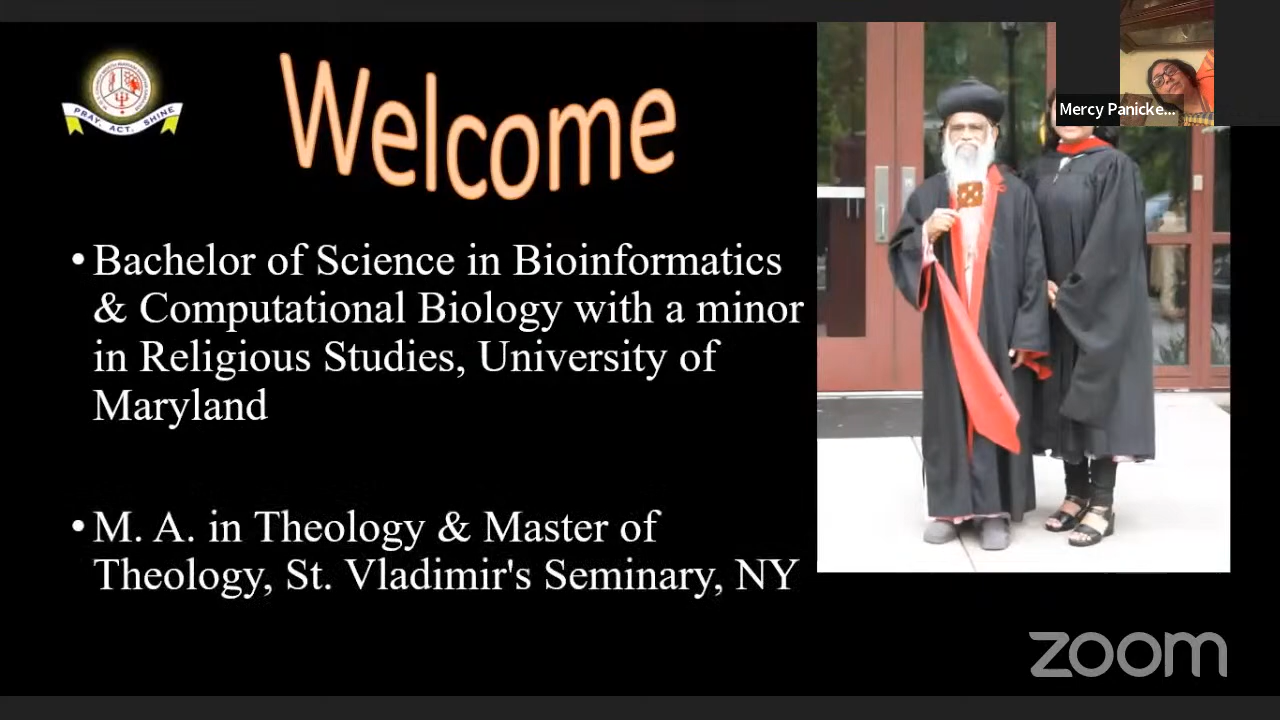 Welcome
PRAY. ACT. SHINE
Mercy Panicke...
• Bachelor of Science in Bioinformatics
& Computational Biology with a minor
in Religious Studies, University of
Maryland
• M. A. in Theology & Master of
Theology, St. Vladimir's Seminary, NY
zoom